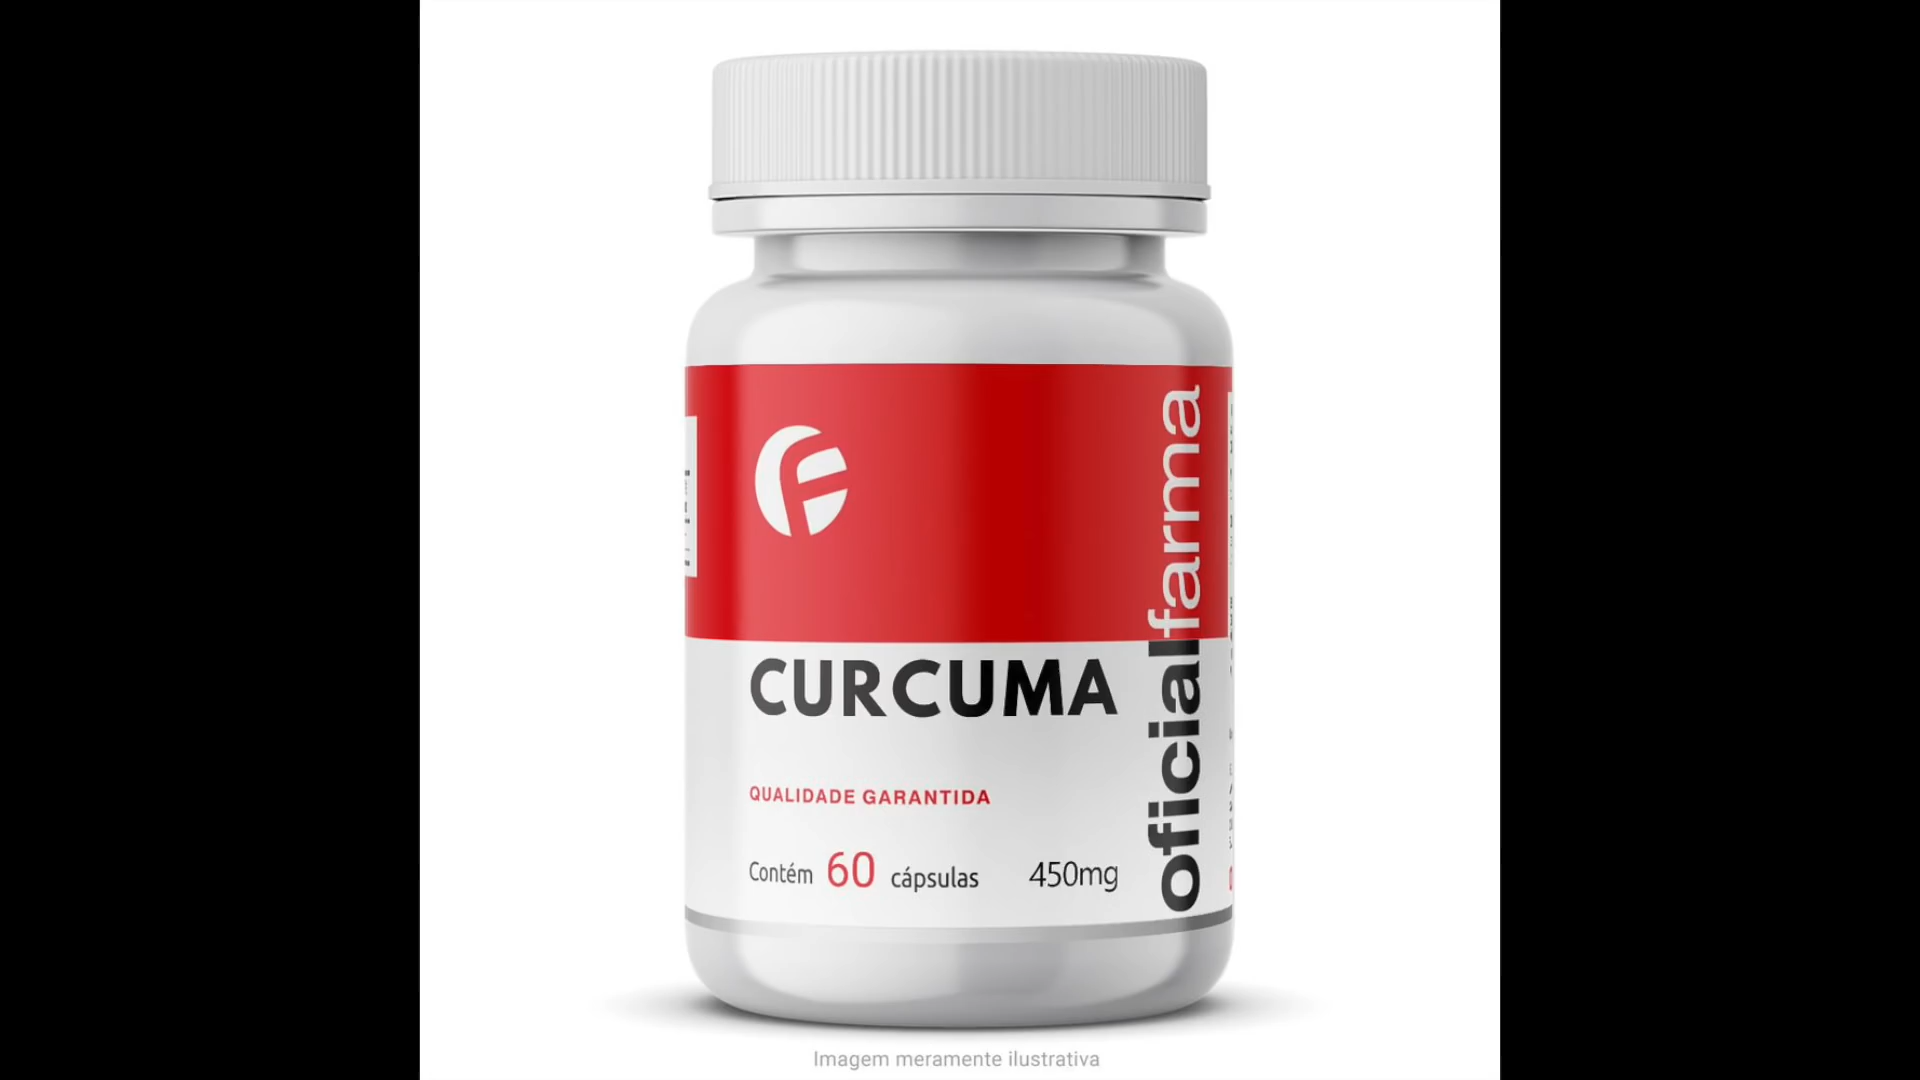 CURCUMA
QUALIDADE GARANTIDA
Contém 60 cápsulas 450mg
oficialfarma
Imagem meramente ilustrativa